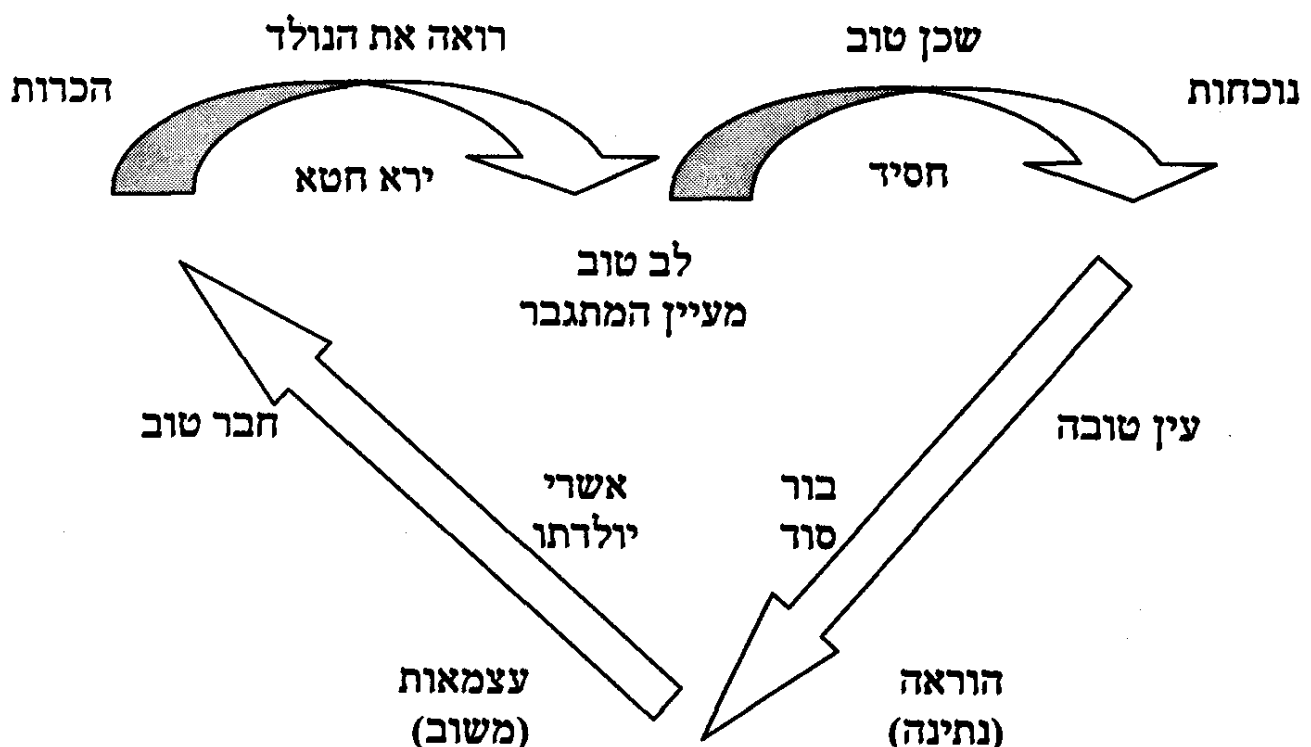 שכן טוב
רואה את הנולד
נוכחות
הכרות
חסיד
ירא חטא
לב טוב
מעיין המתגבר
עין טובה
חבר טוב
בור
סוד
אשרי
יולדתו
הוראה
(נתינה)
עצמאות
(משוב)